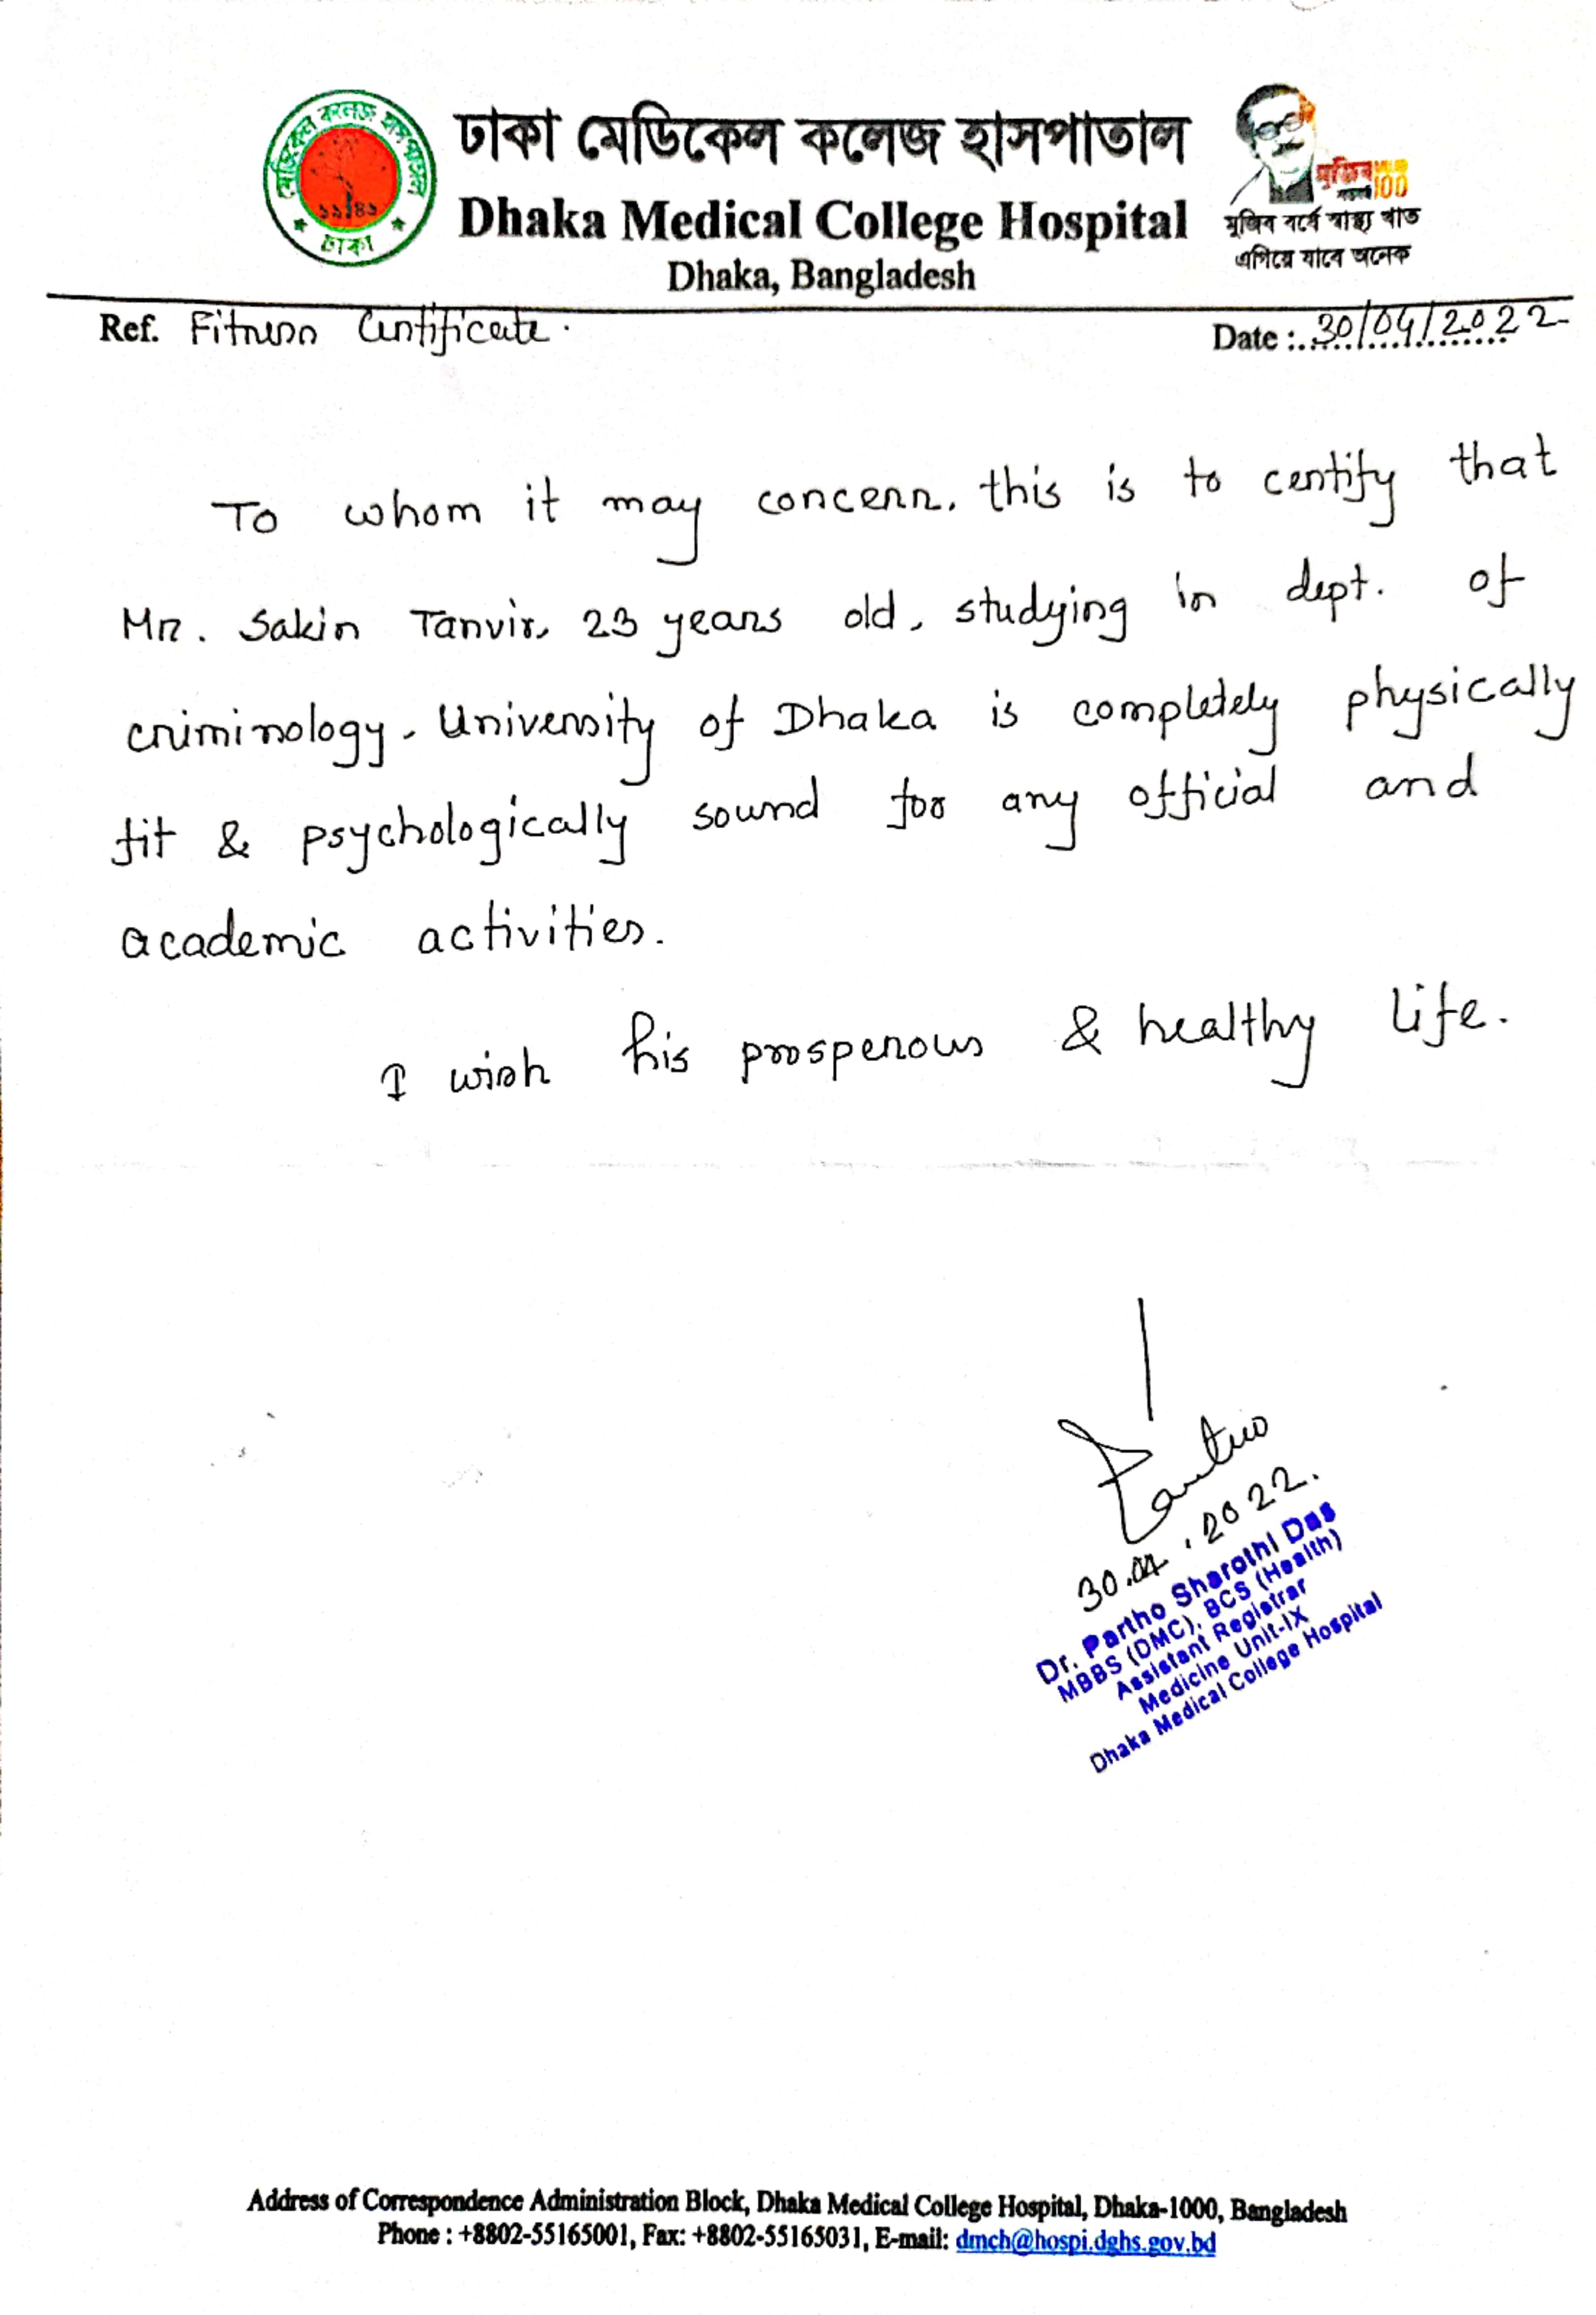 ঢাকা মেডিকেল কলেজ হাসপাতাল
Dhaka Medical College Hospital
Dhaka, Bangladesh
মেডিকেল কলেজ হাসপাতাল
১৯৪৬
ঢাকা
মুজিব
100
মুজিব বর্ষে স্বাস্থ্য খাত
এগিয়ে যাবে অনেক
Ref. Fitness Certificate.
Date :..30/04/2022
To whom it may concern, this is to certify that
Mr. Sakin Tanvir, 23 years old, studying in dept. of
criminology, University of Dhaka is completely physically
fit & psychologically sound for any official and
academic activities.
I wish his prosperous & healthy life.
Partho
30.04.2022.
Dr. Partho Sharothi Das
MBBS (DMC), BCS (Health)
Assistant Registrar
Medicine Unit-IX
Dhaka Medical College Hospital
Address of Correspondence Administration Block, Dhaka Medical College Hospital, Dhaka-1000, Bangladesh
Phone : +8802-55165001, Fax: +8802-55165031, E-mail: dmch@hospi.dghs.gov.bd